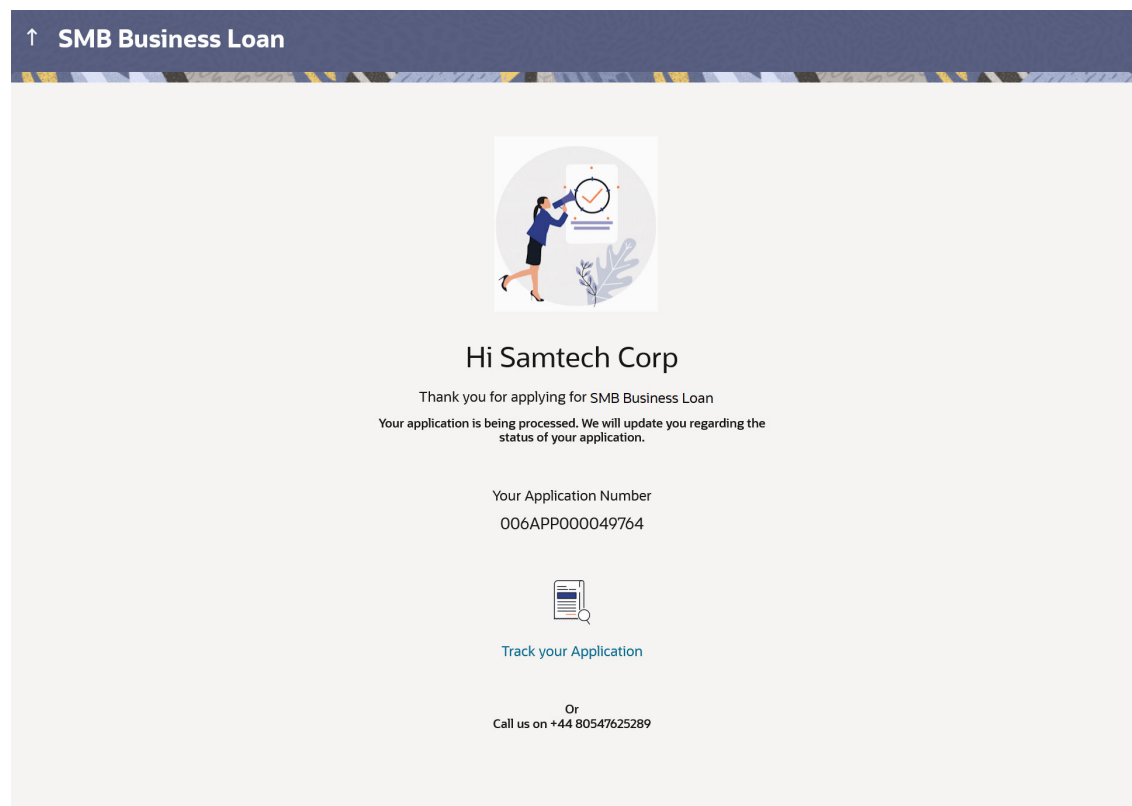 SMB Business Loan
Hi Samtech Corp
Thank you for applying for SMB Business Loan
Your application is being processed. We will update you regarding the
status of your application.
Your Application Number
006APP000049764
Track your Application
Or
Call us on +44 80547625289